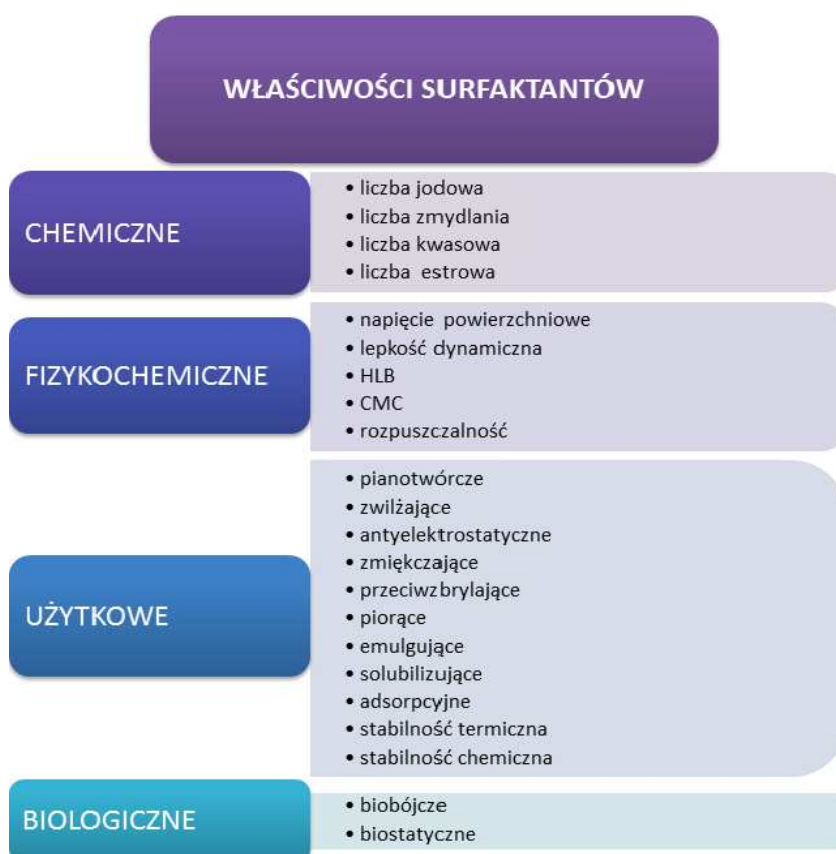 WŁAŚCIWOŚCI SURFAKTANTÓW
CHEMICZNE
• liczba jodowa
• liczba zmydlania
• liczba kwasowa
• liczba estrowa
FIZYKOCHEMICZNE
• napięcie powierzchniowe
• lepkość dynamiczna
• HLB
• CMC
• rozpuszczalność
UŻYTKOWE
• pianotwórcze
• zwilżające
• antyelektrostatyczne
• zmiękczające
• przeciwzbrylające
• piorące
• emulgujące
• solubilizujące
• adsorpcyjne
• stabilność termiczna
• stabilność chemiczna
BIOLOGICZNE
• biobójcze
• biostatyczne